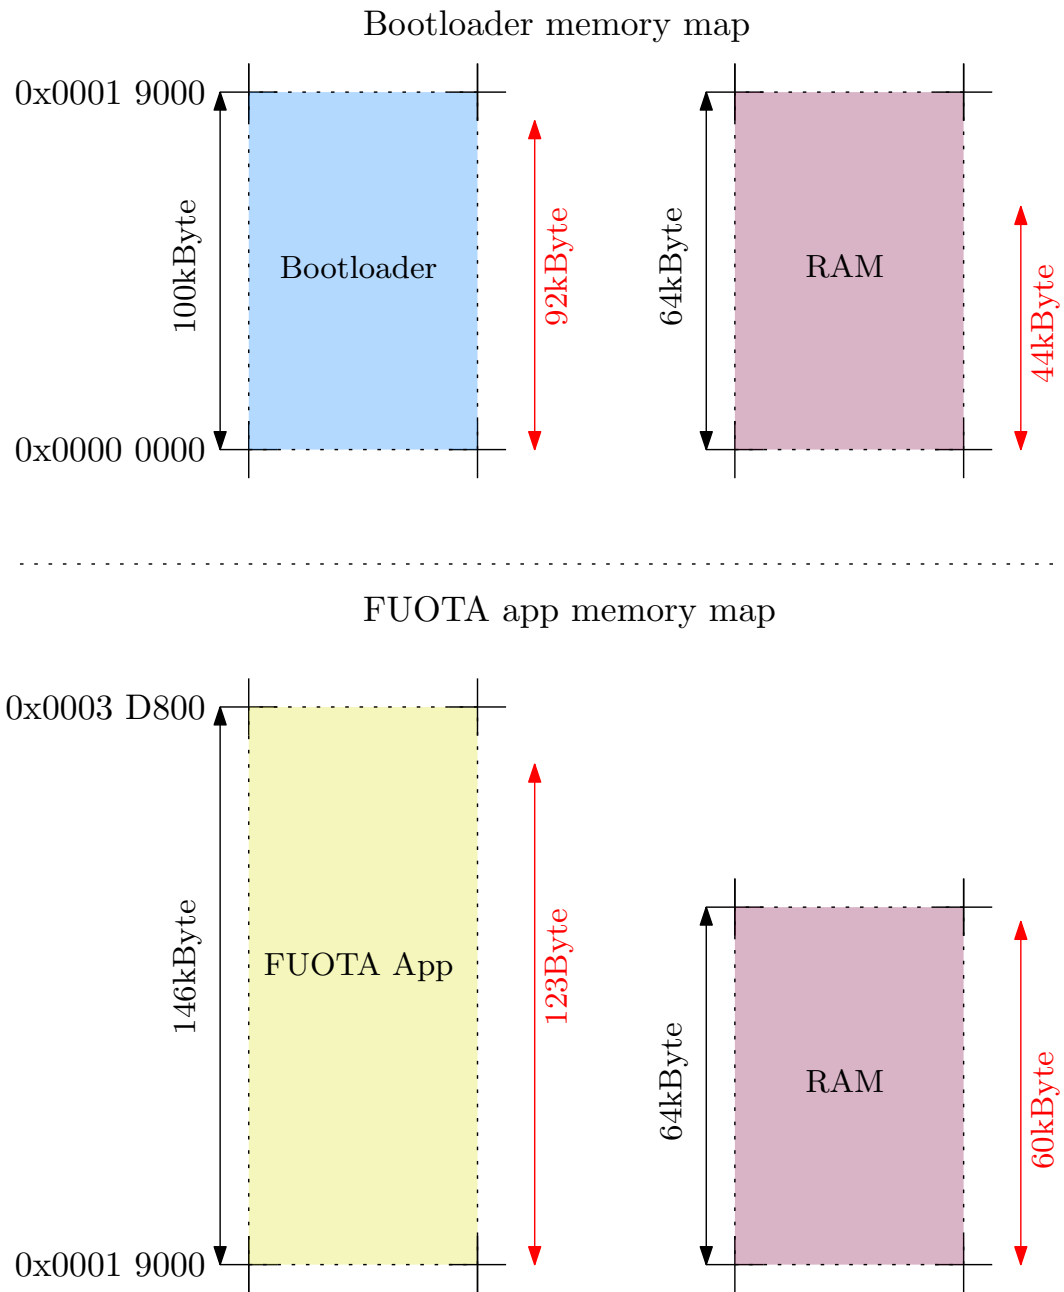 Bootloader memory map
0x0001 9000
100kByte
Bootloader
92kByte
64kByte
RAM
44kByte
0x0000 0000
FUOTA app memory map
0x0003 D800
146kByte
FUOTA App
123Byte
64kByte
RAM
60kByte
0x0001 9000